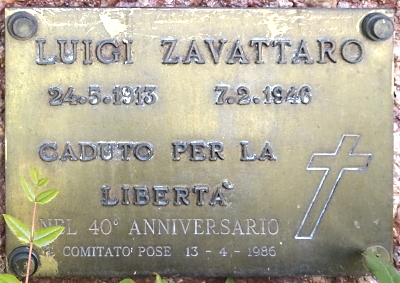 LUIGI ZAVATTARO
24.5.1913 7.2.1946
CADUTO PER LA
LIBERTÀ
NEL 40° ANNIVERSARIO
IL COMITATO POSE 13-4-1986